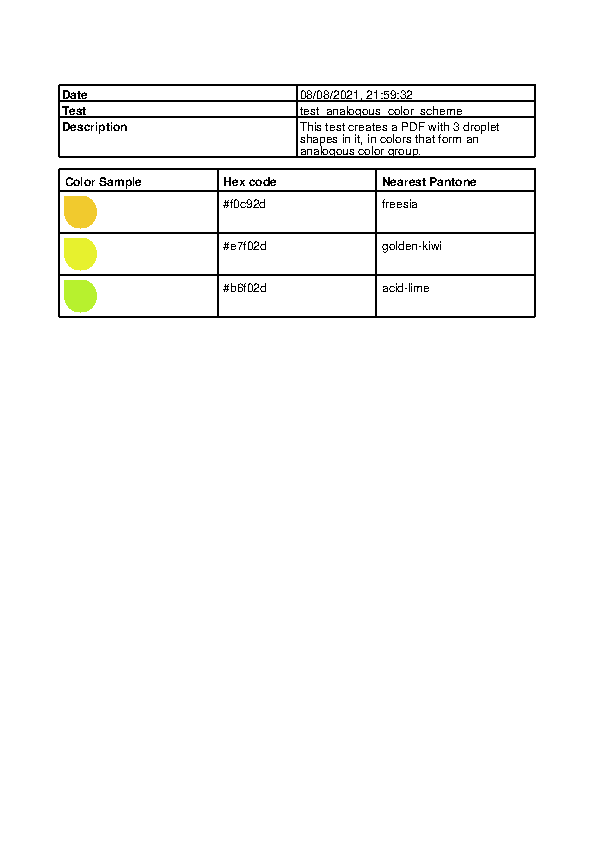 Date 08/08/2021, 21:59:32
Test test_analogous_color_scheme
Description This test creates a PDF with 3 droplet
shapes in it, in colors that form an
analogous color group.
Color Sample Hex code Nearest Pantone
#f0c92d freesia
#e7f02d golden-kiwi
#b6f02d acid-lime